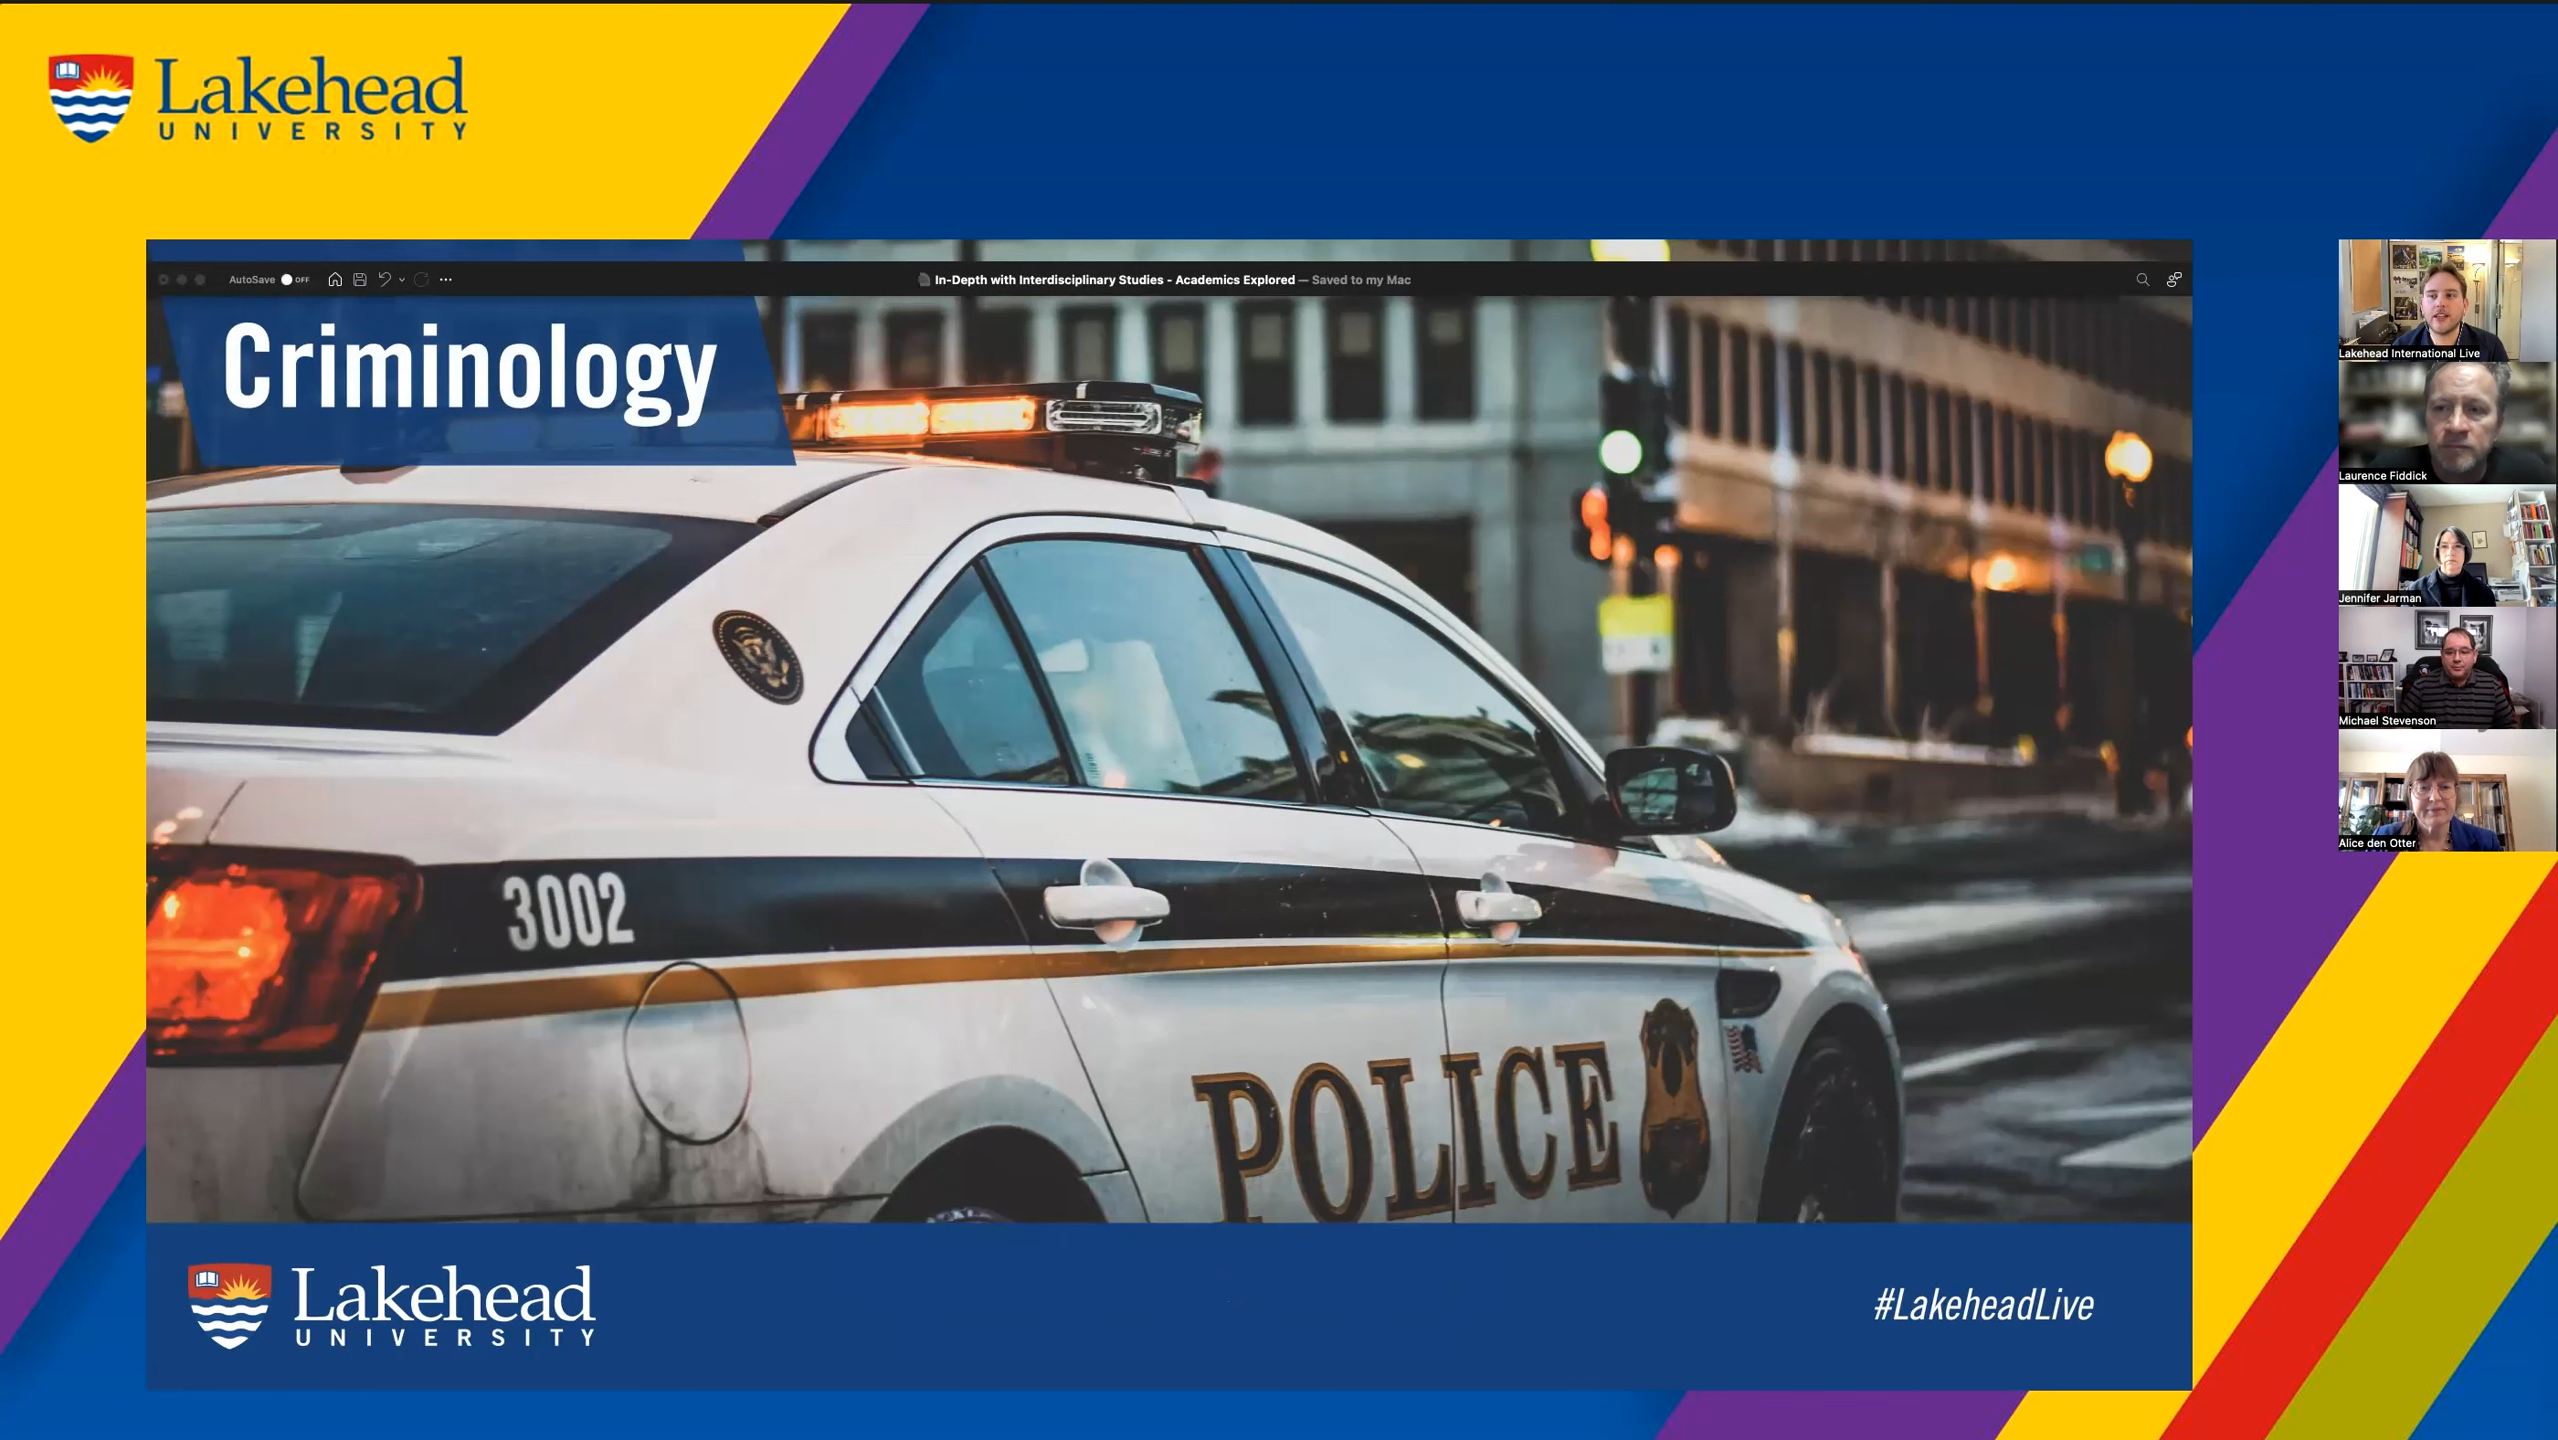 Lakehead
UNIVERSITY
AutoSave OFF
In-Depth with Interdisciplinary Studies - Academics Explored — Saved to my Mac
Criminology
3002
POLICE
Lakehead International Live
Laurence Fiddick
Jennifer Jarman
Michael Stevenson
Alice den Otter
Lakehead
UNIVERSITY
#LakeheadLive